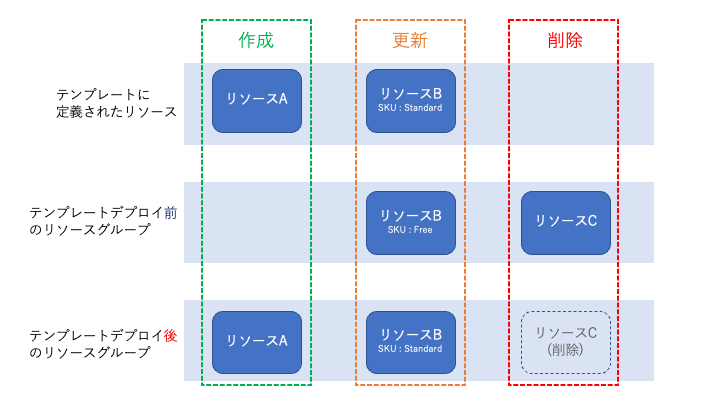 作成
更新
削除
テンプレートに
定義されたリソース
リソースA
リソースB
SKU : Standard
テンプレートデプロイ前
のリソースグループ
リソースB
SKU : Free
リソースC
テンプレートデプロイ後
のリソースグループ
リソースA
リソースB
SKU : Standard
リソースC
(削除)